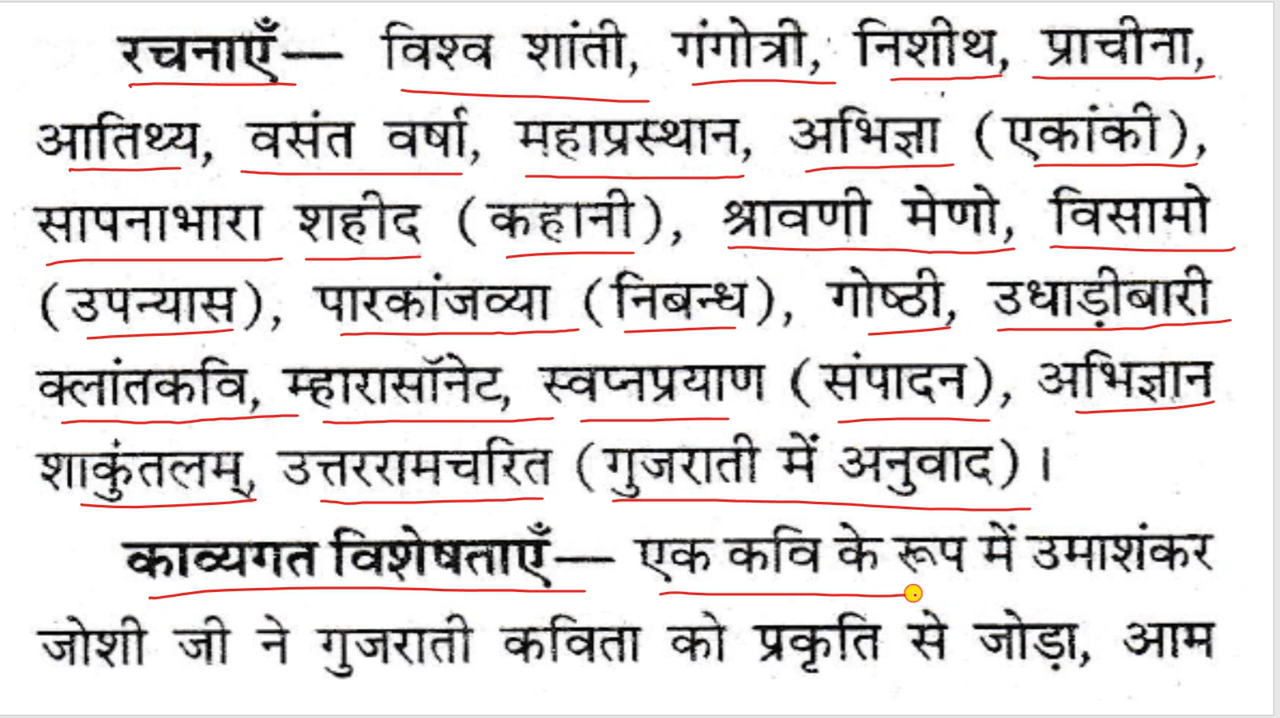 रचनाएँ— विश्व शांती, गंगोत्री, निशीथ, प्राचीना,
आतिथ्य, वसंत वर्षा, महाप्रस्थान, अभिज्ञा (एकांकी),
सापनाभारा शहीद (कहानी), श्रावणी मेणो, विसामो
(उपन्यास), पारकांजव्या (निबन्ध), गोष्ठी, उधाड़ीबारी
क्लांतकवि, म्हारासॉनेट, स्वप्नप्रयाण (संपादन), अभिज्ञान
शाकुंतलम्, उत्तररामचरित (गुजराती में अनुवाद)।
काव्यगत विशेषताएँ— एक कवि के रूप में उमाशंकर
जोशी जी ने गुजराती कविता को प्रकृति से जोड़ा, आम